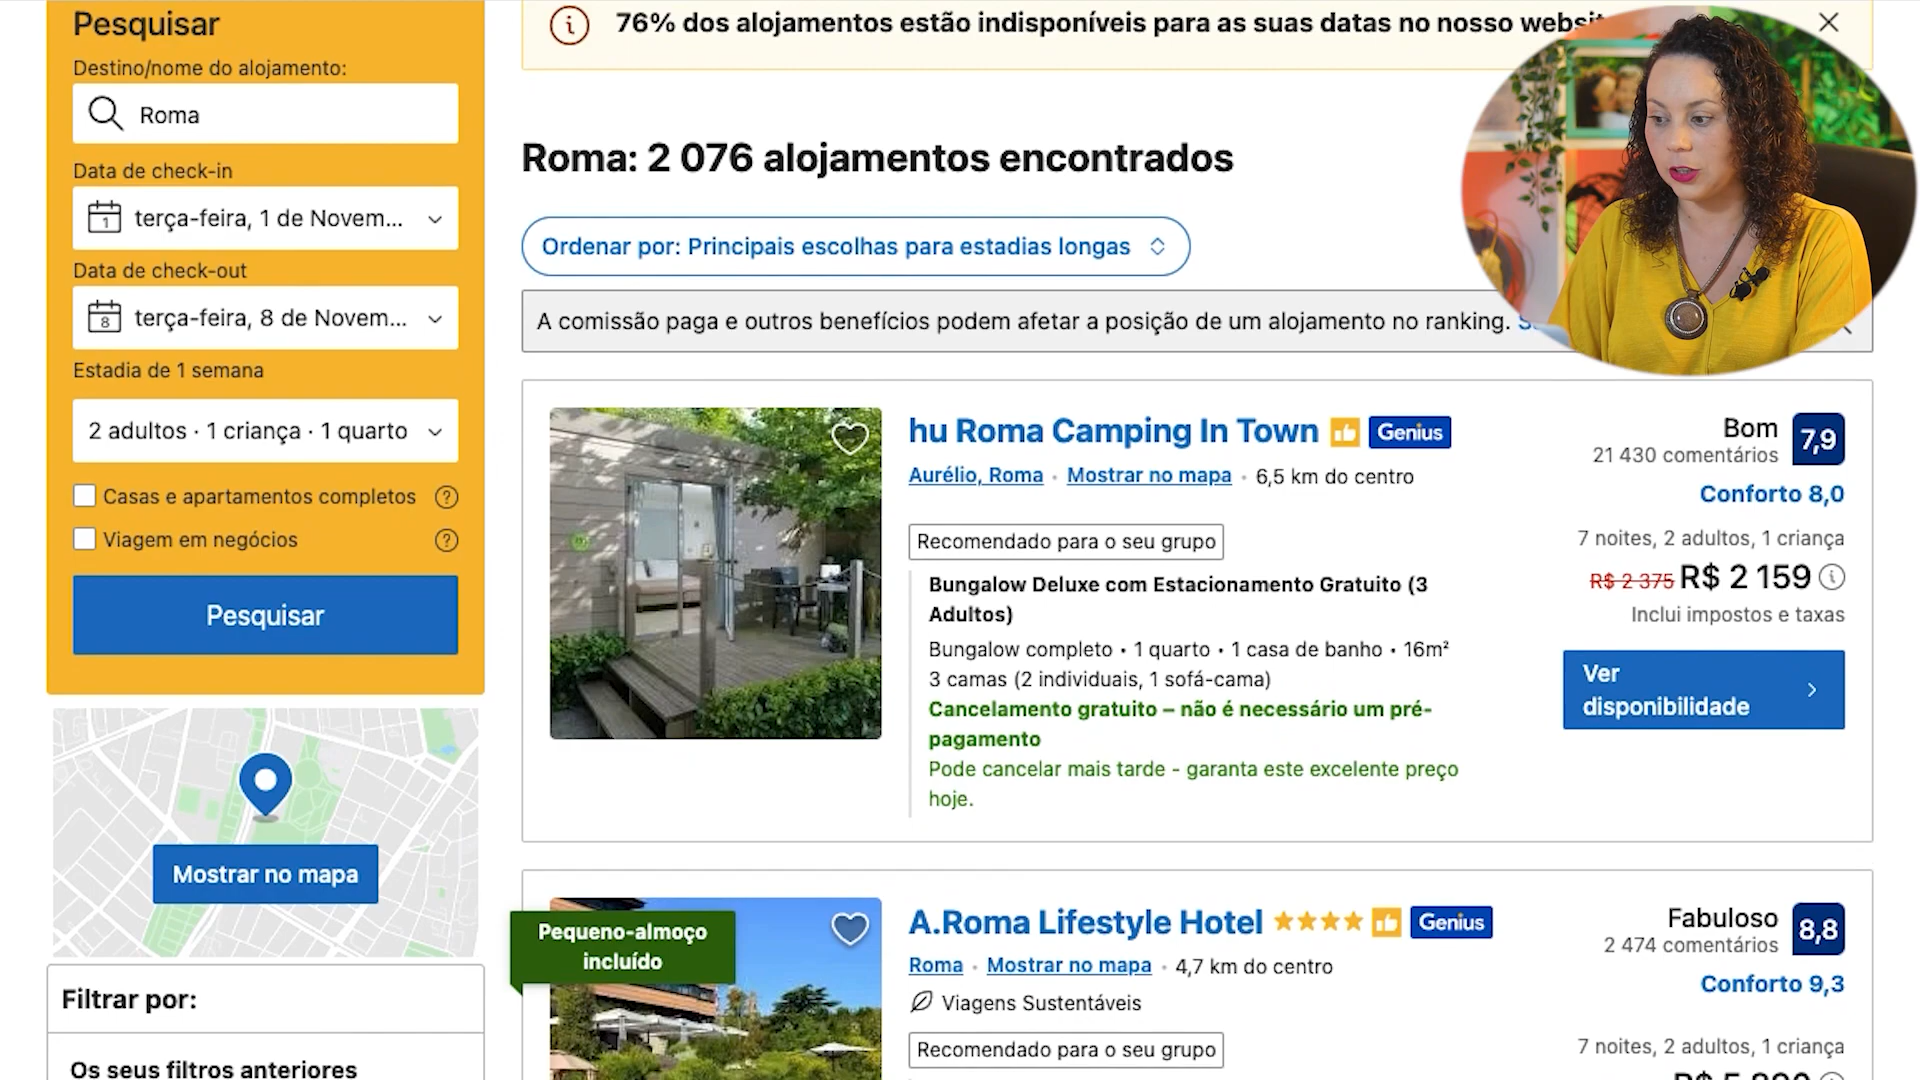 Pesquisar
Destino/nome do alojamento:
Roma
Data de check-in
1
terça-feira, 1 de Novem...
Data de check-out
8
terça-feira, 8 de Novem...
Estadia de 1 semana
2 adultos · 1 criança · 1 quarto
Casas e apartamentos completos
Viagem em negócios
Pesquisar
Mostrar no mapa
Filtrar por:
Os seus filtros anteriores
76% dos alojamentos estão indisponíveis para as suas datas no nosso
Roma: 2 076 alojamentos encontrados
Ordenar por: Principais escolhas para estadias longas
A comissão paga e outros benefícios podem afetar a posição de um alojamento no ranking.
hu Roma Camping In Town Genius
Aurélio, Roma · Mostrar no mapa · 6,5 km do centro
Recomendado para o seu grupo
Bungalow Deluxe com Estacionamento Gratuito (3
Adultos)
Bungalow completo • 1 quarto • 1 casa de banho • 16m²
3 camas (2 individuais, 1 sofá-cama)
Cancelamento gratuito – não é necessário um pré-
pagamento
Pode cancelar mais tarde - garanta este excelente preço
hoje.
Bom 7,9
21 430 comentários
Conforto 8,0
7 noites, 2 adultos, 1 criança
R$ 2 375 R$ 2 159
Inclui impostos e taxas
Ver
disponibilidade
Pequeno-almoço
incluído
A.Roma Lifestyle Hotel Genius
Roma · Mostrar no mapa · 4,7 km do centro
Viagens Sustentáveis
Recomendado para o seu grupo
Fabuloso 8,8
2 474 comentários
Conforto 9,3
7 noites, 2 adultos, 1 criança